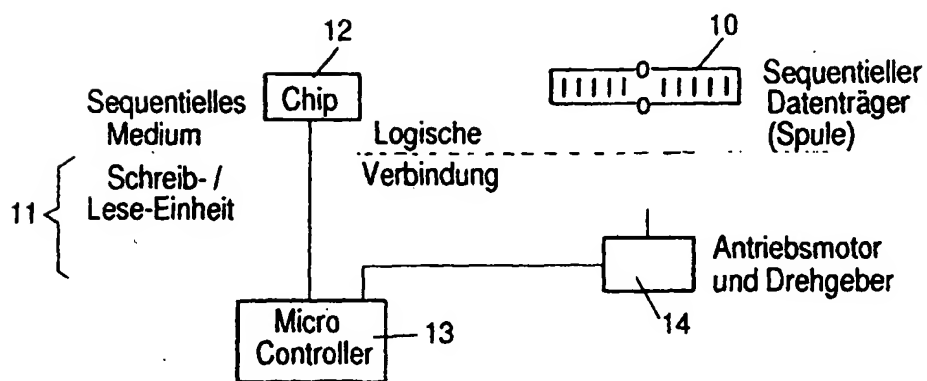 12
10
Chip
Sequentielles
Medium
Logische
Verbindung
Sequentieller
Datenträger
(Spule)
11
Schreib- /
Lese-Einheit
Antriebsmotor
und Drehgeber
14
Micro
Controller
13